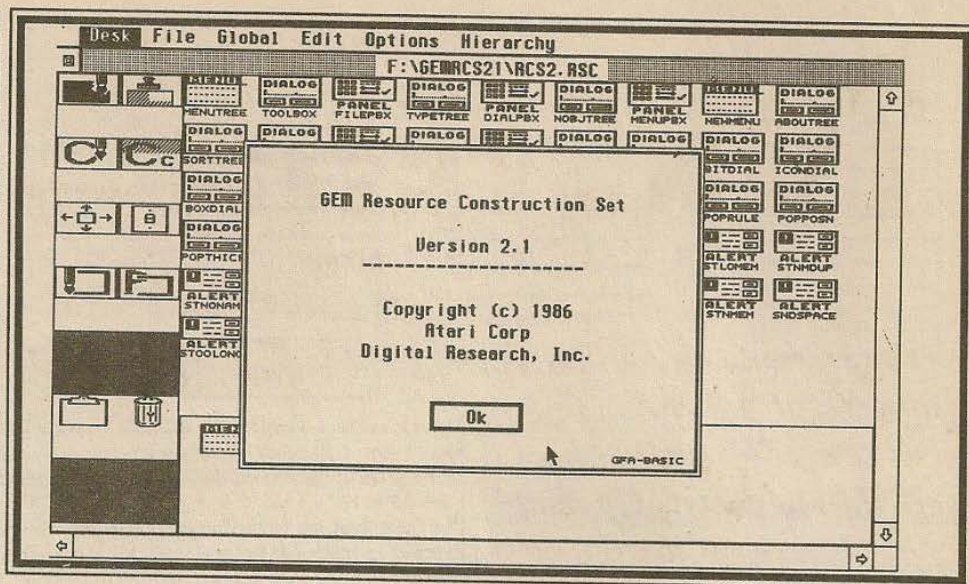 Desk File Global Edit Options Hierarchy
F:\GEMRCS21\RCS2.RSC
MENU DIALOG DIALOG DIALOG MENU DIALOG
PANEL PANEL PANEL
MENUTREE TOOLBOX FILEPBX TYPETREE DIALPBX NOBJTREE MENUPBX NEWMENU ABOUTREE
DIALOG DIALOG DIALOG DIALOG DIALOG DIALOG DIALOG
SORTTREE BITDIAL ICONDIAL
DIALOG DIALOG DIALOG
BOXDIAL POPRULE POPPOSN
DIALOG ALERT ALERT
POPTHICK STLOMEM STNMDUP
ALERT ALERT ALERT
STNONAM STNMEM SNDSPACE
ALERT
STOOLONG
GEM Resource Construction Set
Version 2.1
--------------------
Copyright (c) 1986
Atari Corp
Digital Research, Inc.
Ok
GFA-BASIC